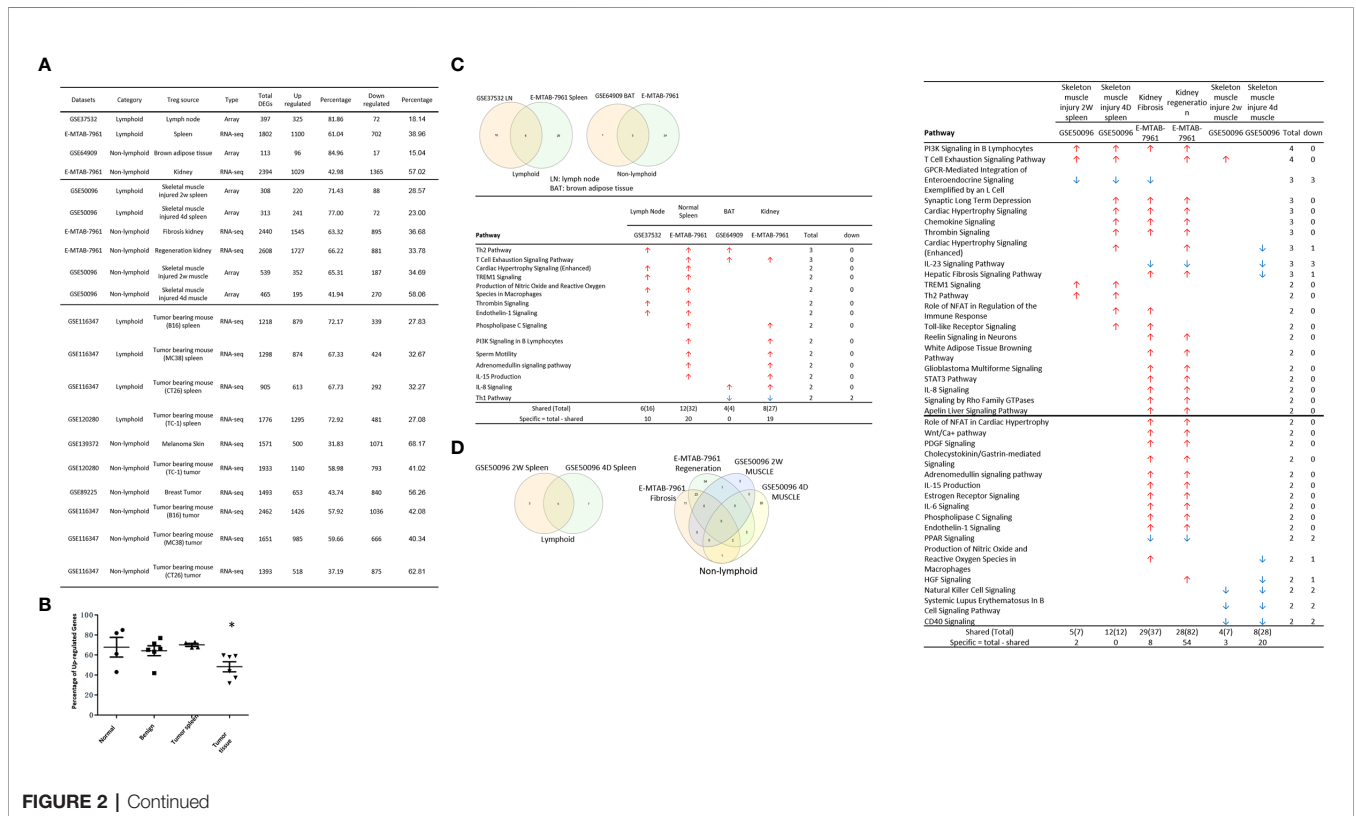 A
Datasets Category Treg source Type Total DEGs Up regulated Percentage Down regulated Percentage
GSE37532 Lymphoid Lymph node Array 397 325 81.86 72 18.14
E-MTAB-7961 Lymphoid Spleen RNA-seq 1802 1100 61.04 702 38.96
GSE64909 Non-lymphoid Brown adipose tissue Array 113 96 84.96 17 15.04
E-MTAB-7961 Non-lymphoid Kidney RNA-seq 2394 1029 42.98 1365 57.02
GSE50096 Lymphoid Skeletal muscle injured 2w spleen Array 308 220 71.43 88 28.57
GSE50096 Lymphoid Skeletal muscle injured 4d spleen Array 313 241 77.00 72 23.00
E-MTAB-7961 Non-lymphoid Fibrosis kidney RNA-seq 2440 1545 63.32 895 36.68
E-MTAB-7961 Non-lymphoid Regeneration kidney RNA-seq 2608 1727 66.22 881 33.78
GSE50096 Non-lymphoid Skeletal muscle injured 2w muscle Array 539 352 65.31 187 34.69
GSE50096 Non-lymphoid Skeletal muscle injured 4d muscle Array 465 195 41.94 270 58.06
GSE116347 Lymphoid Tumor bearing mouse (B16) spleen RNA-seq 1218 879 72.17 339 27.83
GSE116347 Lymphoid Tumor bearing mouse (MC38) spleen RNA-seq 1298 874 67.33 424 32.67
GSE116347 Lymphoid Tumor bearing mouse (CT26) spleen RNA-seq 905 613 67.73 292 32.27
GSE120280 Lymphoid Tumor bearing mouse (TC-1) spleen RNA-seq 1776 1295 72.92 481 27.08
GSE139372 Non-lymphoid Melanoma Skin RNA-seq 1571 500 31.83 1071 68.17
GSE120280 Non-lymphoid Tumor bearing mouse (TC-1) tumor RNA-seq 1933 1140 58.98 793 41.02
GSE89225 Non-lymphoid Breast Tumor RNA-seq 1493 653 43.74 840 56.26
GSE116347 Non-lymphoid Tumor bearing mouse (B16) tumor RNA-seq 2462 1426 57.92 1036 42.08
GSE116347 Non-lymphoid Tumor bearing mouse (MC38) tumor RNA-seq 1651 985 59.66 666 40.34
GSE116347 Non-lymphoid Tumor bearing mouse (CT26) tumor RNA-seq 1393 518 37.19 875 62.81
B
Percentage of Up-regulated Genes
100
80
60
40
20
0
*
Normal
Benign
Tumor spleen
Tumor tissue
C
GSE37532 LN E-MTAB-7961 Spleen GSE64909 BAT E-MTAB-7961
Lymphoid Non-lymphoid
LN: lymph node
BAT: brown adipose tissue
Lymph Node Normal Spleen BAT Kidney
Pathway GSE37532 E-MTAB-7961 GSE64909 E-MTAB-7961 Total down
Th2 Pathway ↑ ↑ ↑ 3 0
T Cell Exhaustion Signaling Pathway ↑ ↑ ↑ 3 0
Cardiac Hypertrophy Signaling (Enhanced) ↑ ↑ 2 0
TREM1 Signaling ↑ ↑ 2 0
Production of Nitric Oxide and Reactive Oxygen Species in Macrophages ↑ ↑ 2 0
Thrombin Signaling ↑ ↑ 2 0
Endothelin-1 Signaling ↑ ↑ 2 0
Phospholipase C Signaling ↑ ↑ 2 0
PI3K Signaling in B Lymphocytes ↑ ↑ 2 0
Sperm Motility ↑ ↑ 2 0
Adrenomedullin signaling pathway ↑ ↑ 2 0
IL-15 Production ↑ ↑ 2 0
IL-8 Signaling ↑ ↑ 2 0
Th1 Pathway ↓ ↓ 2 2
Shared (Total) 6(16) 12(32) 4(4) 8(27)
Specific = total - shared 10 20 0 19
D
GSE50096 2W Spleen GSE50096 4D Spleen
Lymphoid
E-MTAB-7961 Regeneration
GSE50096 2W MUSCLE
E-MTAB-7961 Fibrosis
GSE50096 4D MUSCLE
Non-lymphoid
Skeleton muscle injury 2W spleen Skeleton muscle injury 4D spleen Kidney Fibrosis Kidney regeneratio n Skeleton muscle injure 2w muscle Skeleton muscle injure 4d muscle
Pathway GSE50096 GSE50096 E-MTAB-7961 E-MTAB-7961 GSE50096 GSE50096 Total down
PI3K Signaling in B Lymphocytes ↑ ↑ ↑ ↑ 4 0
T Cell Exhaustion Signaling Pathway ↑ ↑ ↑ ↑ 4 0
GPCR-Mediated Integration of Enteroendocrine Signaling Exemplified by an L Cell ↓ ↓ ↓ 3 3
Synaptic Long Term Depression ↑ ↑ ↑ 3 0
Cardiac Hypertrophy Signaling ↑ ↑ ↑ 3 0
Chemokine Signaling ↑ ↑ ↑ 3 0
Thrombin Signaling ↑ ↑ ↑ 3 0
Cardiac Hypertrophy Signaling (Enhanced) ↑ ↑ ↓ 3 1
IL-23 Signaling Pathway ↓ ↓ ↓ 3 3
Hepatic Fibrosis Signaling Pathway ↑ ↑ ↓ 3 1
TREM1 Signaling ↑ ↑ 2 0
Th2 Pathway ↑ ↑ 2 0
Role of NFAT in Regulation of the Immune Response ↑ ↑ 2 0
Toll-like Receptor Signaling ↑ ↑ 2 0
Reelin Signaling in Neurons ↑ ↑ 2 0
White Adipose Tissue Browning Pathway ↑ ↑ 2 0
Glioblastoma Multiforme Signaling ↑ ↑ 2 0
STAT3 Pathway ↑ ↑ 2 0
IL-8 Signaling ↑ ↑ 2 0
Signaling by Rho Family GTPases ↑ ↑ 2 0
Apelin Liver Signaling Pathway ↑ ↑ 2 0
Role of NFAT in Cardiac Hypertrophy ↑ ↑ 2 0
Wnt/Ca+ pathway ↑ ↑ 2 0
PDGF Signaling ↑ ↑ 2 0
Cholecystokinin/Gastrin-mediated Signaling ↑ ↑ 2 0
Adrenomedullin signaling pathway ↑ ↑ 2 0
IL-15 Production ↑ ↑ 2 0
Estrogen Receptor Signaling ↑ ↑ 2 0
IL-6 Signaling ↑ ↑ 2 0
Phospholipase C Signaling ↑ ↑ 2 0
Endothelin-1 Signaling ↑ ↑ 2 0
PPAR Signaling ↓ ↓ 2 2
Production of Nitric Oxide and Reactive Oxygen Species in Macrophages ↑ ↓ 2 1
HGF Signaling ↑ ↓ 2 1
Natural Killer Cell Signaling ↓ ↓ 2 2
Systemic Lupus Erythematosus In B Cell Signaling Pathway ↓ ↓ 2 2
CD40 Signaling ↓ ↓ 2 2
Shared (Total) 5(7) 12(12) 29(37) 28(82) 4(7) 8(28)
Specific = total - shared 2 0 8 54 3 20
FIGURE 2 | Continued